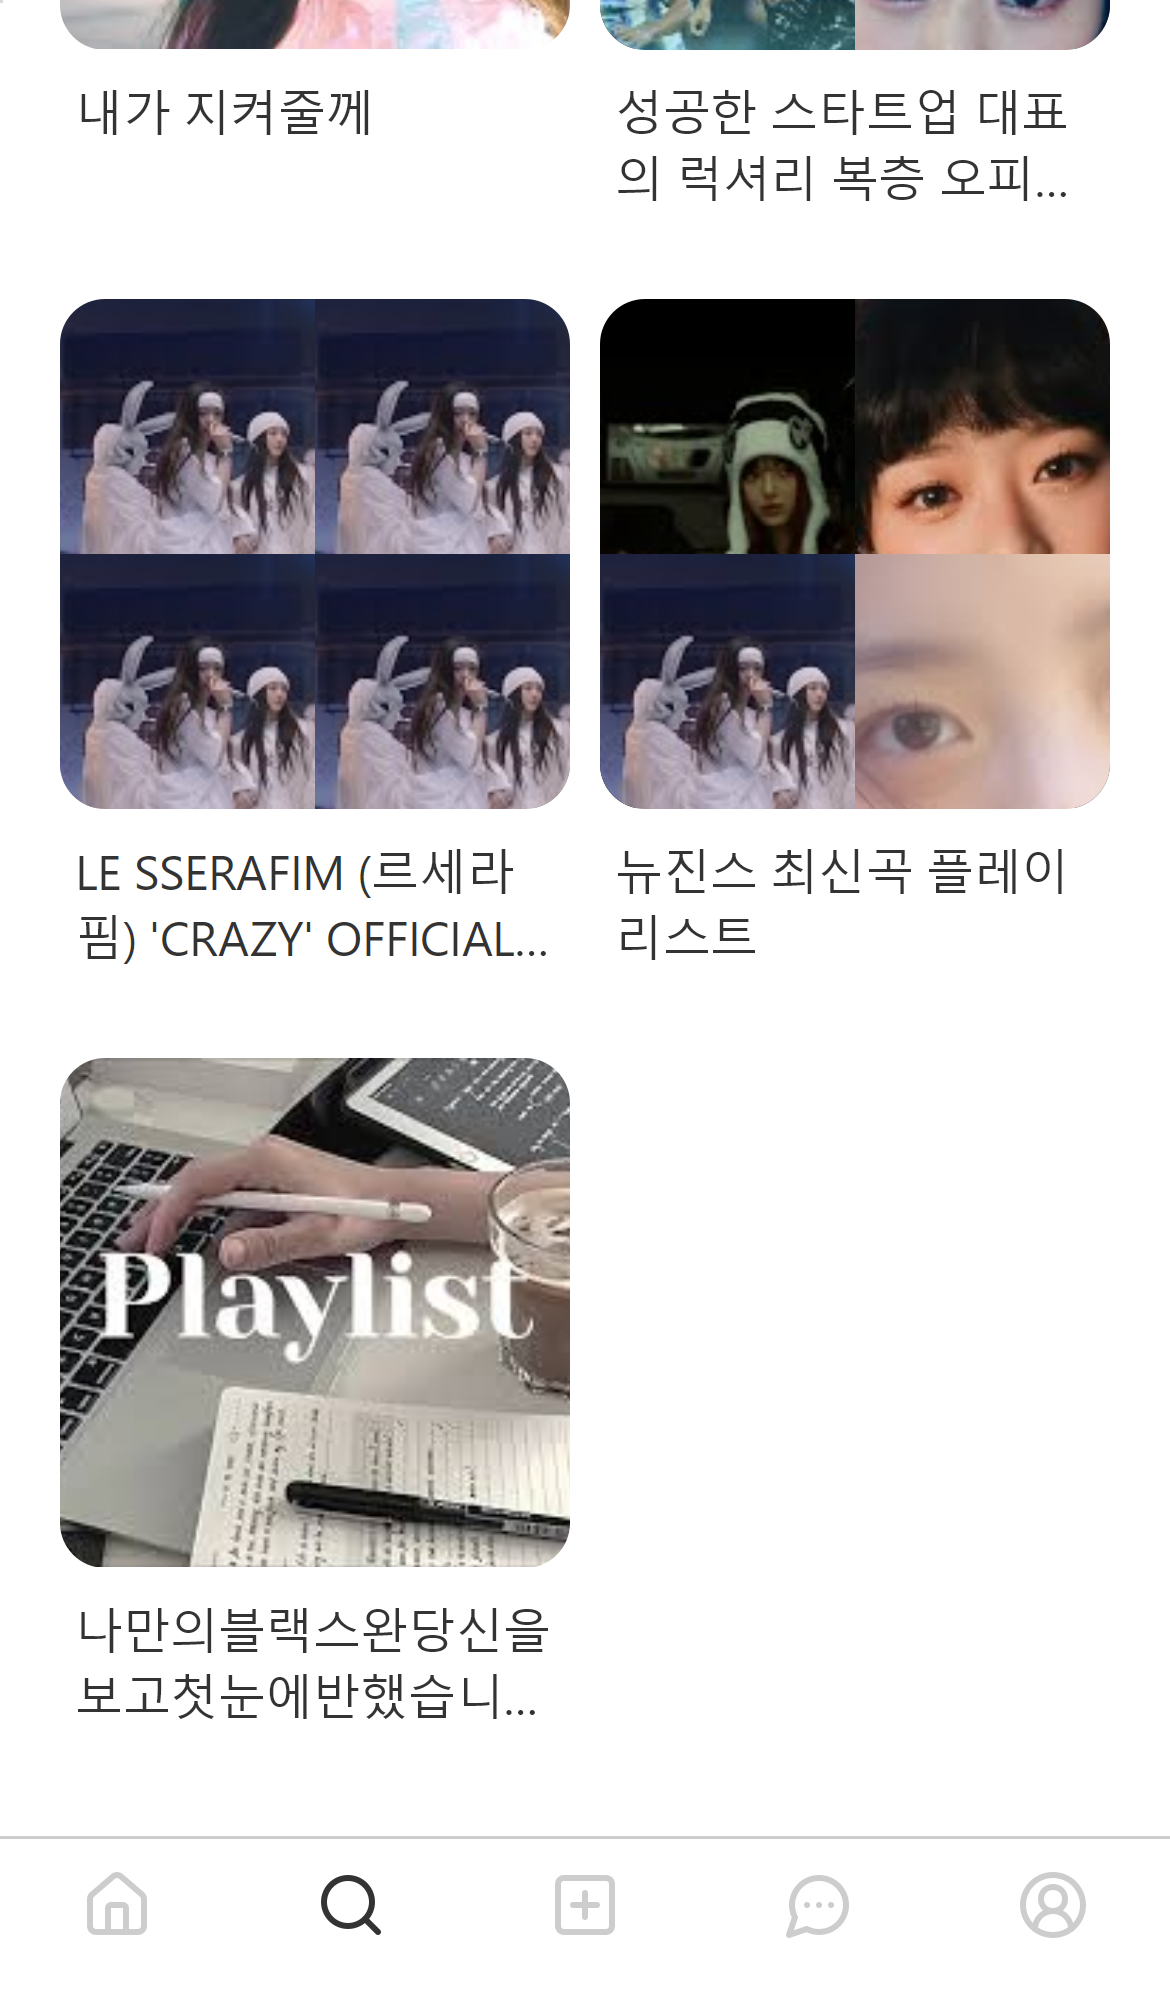 내가 지켜줄께
성공한 스타트업 대표
의 럭셔리 복층 오피...
LE SSERAFIM (르세라
핌) 'CRAZY' OFFICIAL...
뉴진스 최신곡 플레이
리스트
Playlist
나만의블랙스완당신을
보고첫눈에반했습니...